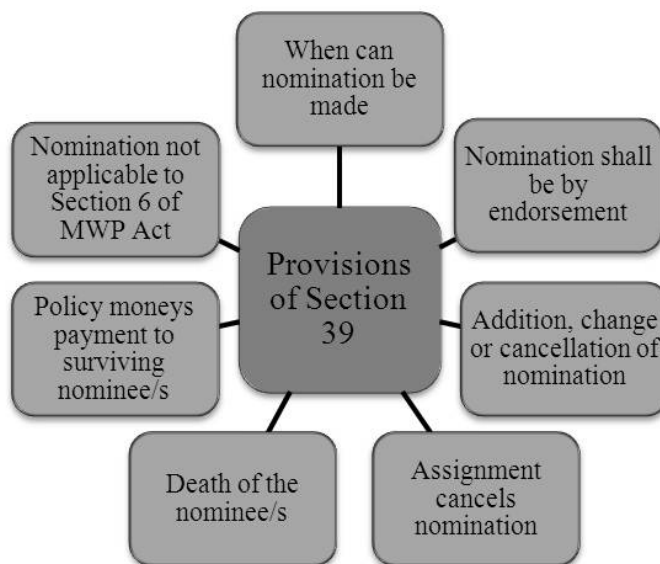 When can
nomination be
made
Nomination shall
be by
endorsement
Addition, change
or cancellation of
nomination
Assignment
cancels
nomination
Death of the
nominee/s
Policy moneys
payment to
surviving
nominee/s
Nomination not
applicable to
Section 6 of
MWP Act
Provisions
of Section
39